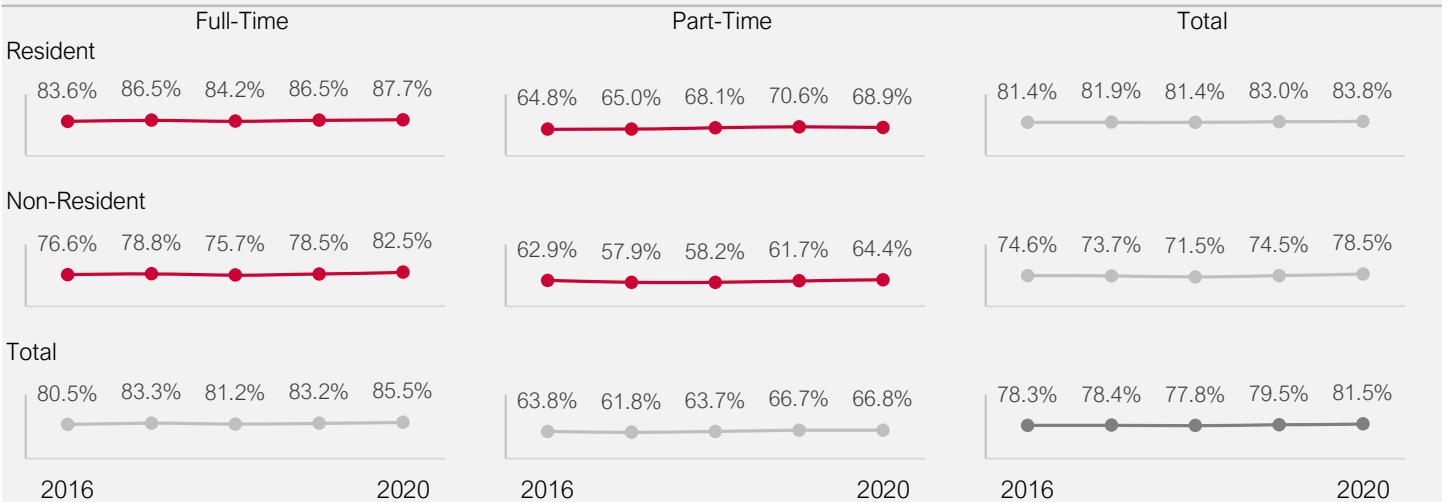 Full-Time Part-Time Total
Resident
83.6% 86.5% 84.2% 86.5% 87.7% 64.8% 65.0% 68.1% 70.6% 68.9% 81.4% 81.9% 81.4% 83.0% 83.8%
Non-Resident
76.6% 78.8% 75.7% 78.5% 82.5% 62.9% 57.9% 58.2% 61.7% 64.4% 74.6% 73.7% 71.5% 74.5% 78.5%
Total
80.5% 83.3% 81.2% 83.2% 85.5% 63.8% 61.8% 63.7% 66.7% 66.8% 78.3% 78.4% 77.8% 79.5% 81.5%
2016 2020 2016 2020 2016 2020